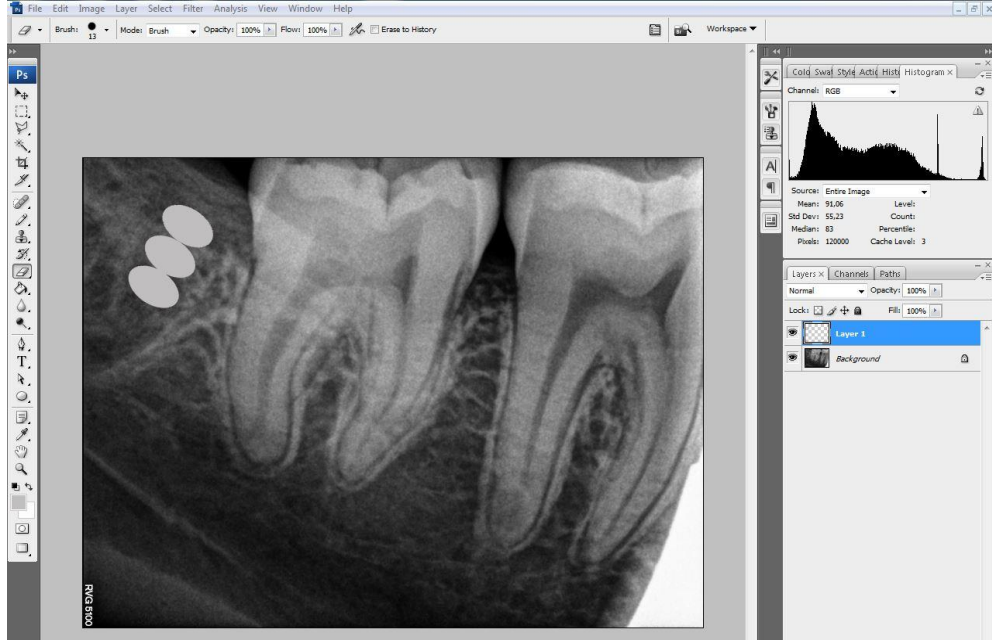 File Edit Image Layer Select Filter Analysis View Window Help
Brush: 13 Mode: Brush Opacity: 100% Flow: 100% Erase to History Br Workspace
Ps
Colo Swat Style Actio Histo Histogram ×
Channel: RGB
Source: Entire Image
Mean: 91,06 Level:
Std Dev: 55,23 Count:
Median: 83 Percentile:
Pixels: 120000 Cache Level: 3
A
Layers × Channels Paths
Normal Opacity: 100%
Lock: Fill: 100%
Layer 1
Background
T
RVG 5100